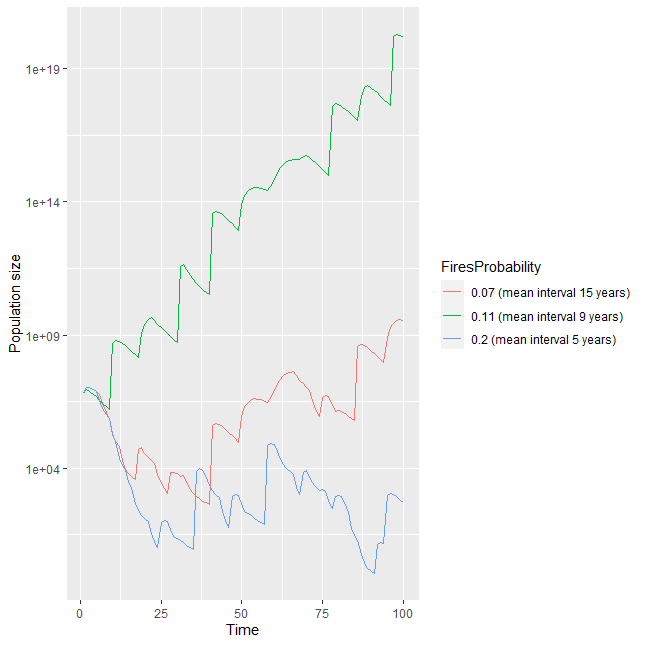 Population size
1e+19
1e+14
1e+09
1e+04
0 25 50 75 100
Time
FiresProbability
0.07 (mean interval 15 years)
0.11 (mean interval 9 years)
0.2 (mean interval 5 years)